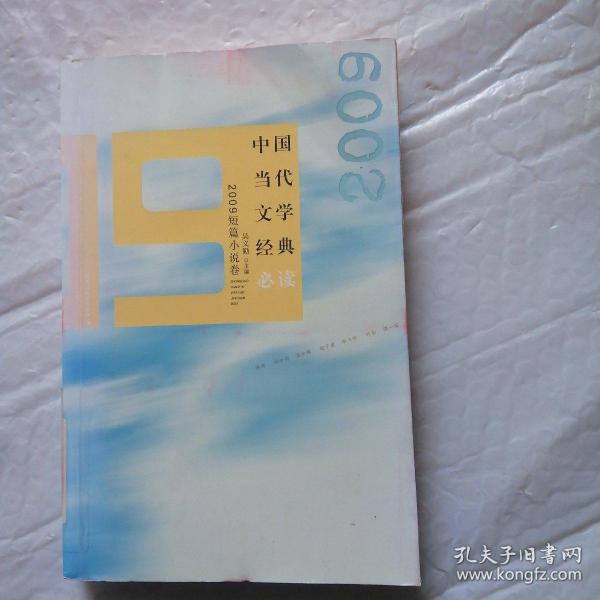 2009
中国
当代
文学
经典
必读
2009短篇小说卷
吴义勤 主编
孔夫子旧书网
www.kongfz.com